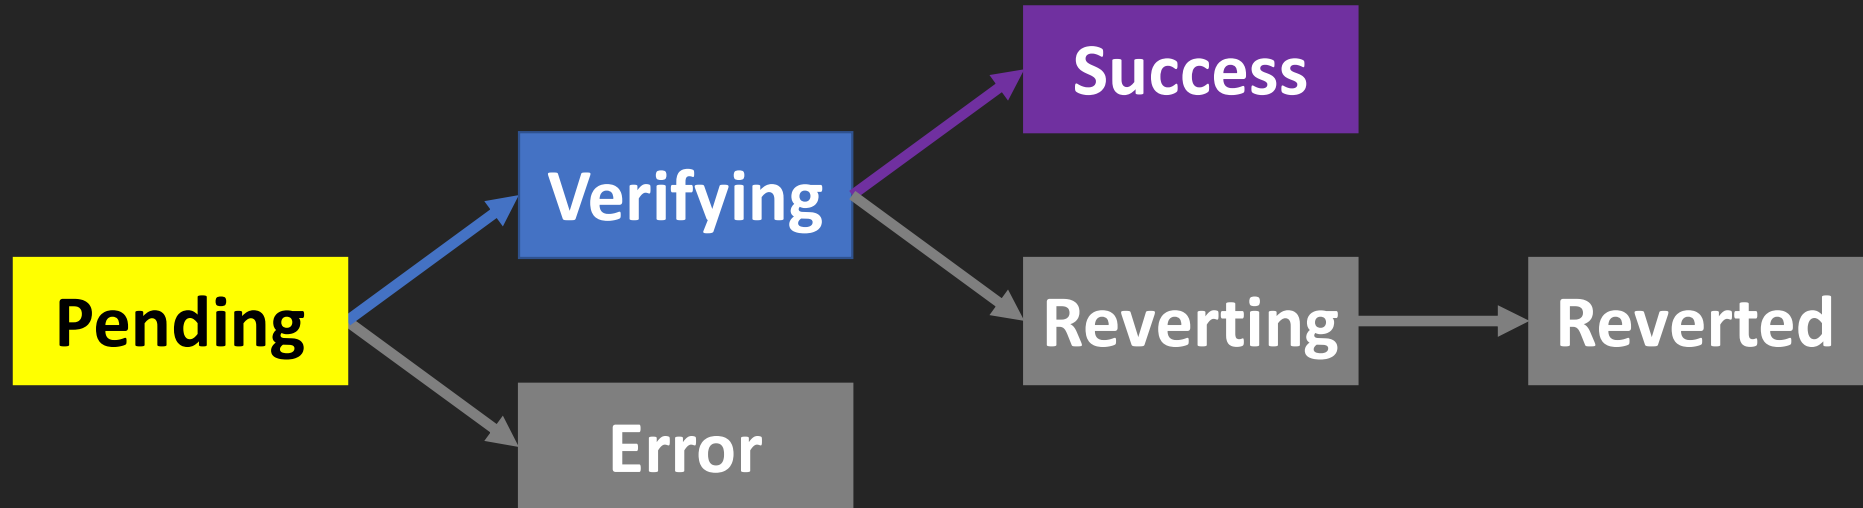 Success
Verifying
Pending
Reverting
Reverted
Error